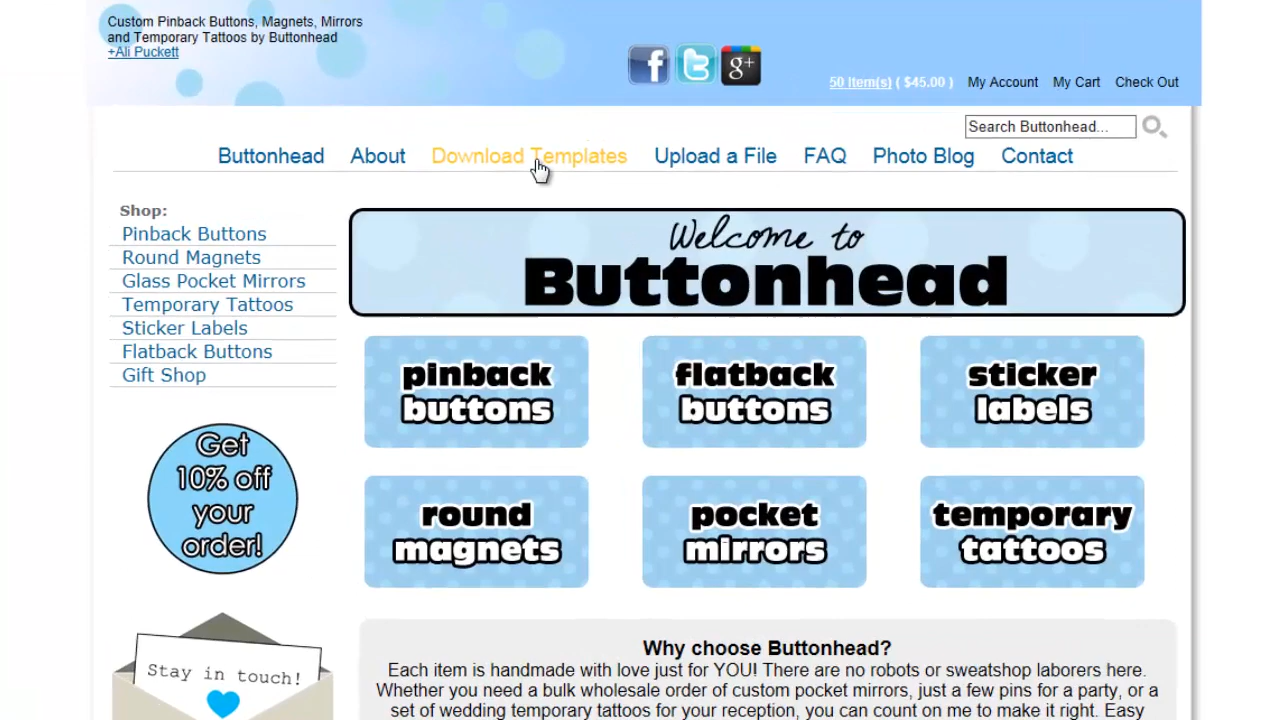 Custom Pinback Buttons, Magnets, Mirrors
and Temporary Tattoos by Buttonhead
+Ali Puckett
50 Item(s) ( $45.00 ) My Account My Cart Check Out
Search Buttonhead...
Buttonhead About Download Templates Upload a File FAQ Photo Blog Contact
Shop:
Pinback Buttons
Round Magnets
Glass Pocket Mirrors
Temporary Tattoos
Sticker Labels
Flatback Buttons
Gift Shop
Get
10% off
your
order!
Stay in touch!
Welcome to
Buttonhead
pinback
buttons
flatback
buttons
sticker
labels
round
magnets
pocket
mirrors
temporary
tattoos
Why choose Buttonhead?
Each item is handmade with love just for YOU! There are no robots or sweatshop laborers here.
Whether you need a bulk wholesale order of custom pocket mirrors, just a few pins for a party, or a
set of wedding temporary tattoos for your reception, you can count on me to make it right. Easy